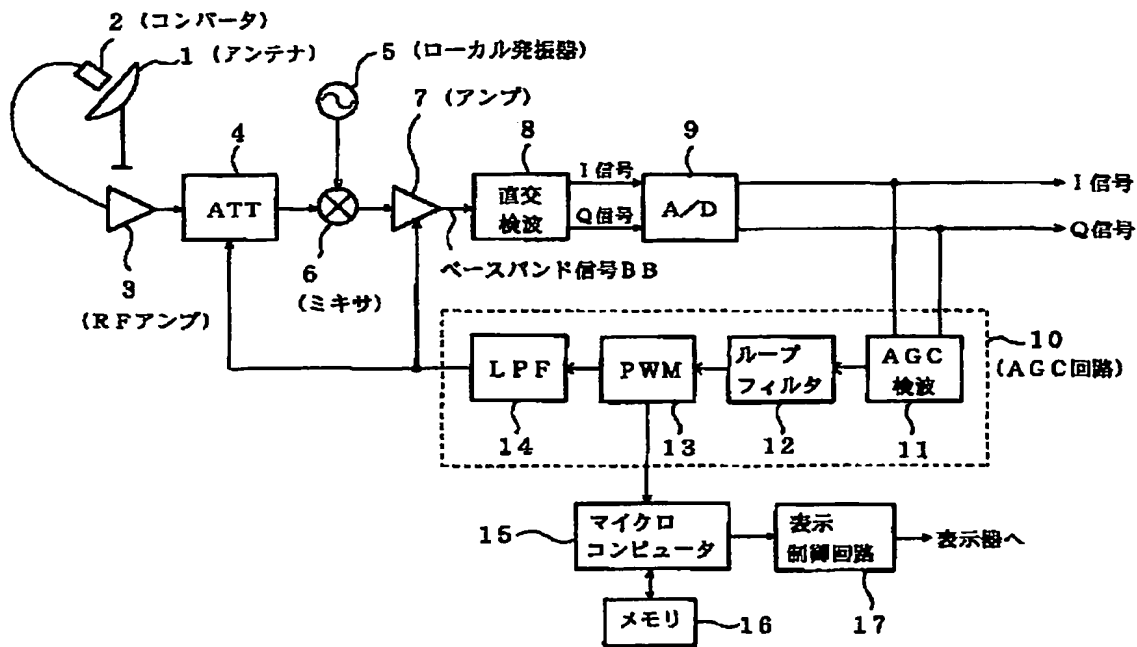 2 (コンバータ)
1 (アンテナ)
5 (ローカル発振器)
7 (アンプ)
4
8
9
ATT
直交
検波
I信号
Q信号
A/D
I信号
Q信号
3
(RFアンプ)
6
(ミキサ)
ベースバンド信号BB
10
(AGC回路)
LPF
PWM
ループ
フィルタ
AGC
検波
14
13
12
11
15
マイクロ
コンピュータ
表示
制御回路
表示器へ
メモリ
16
17